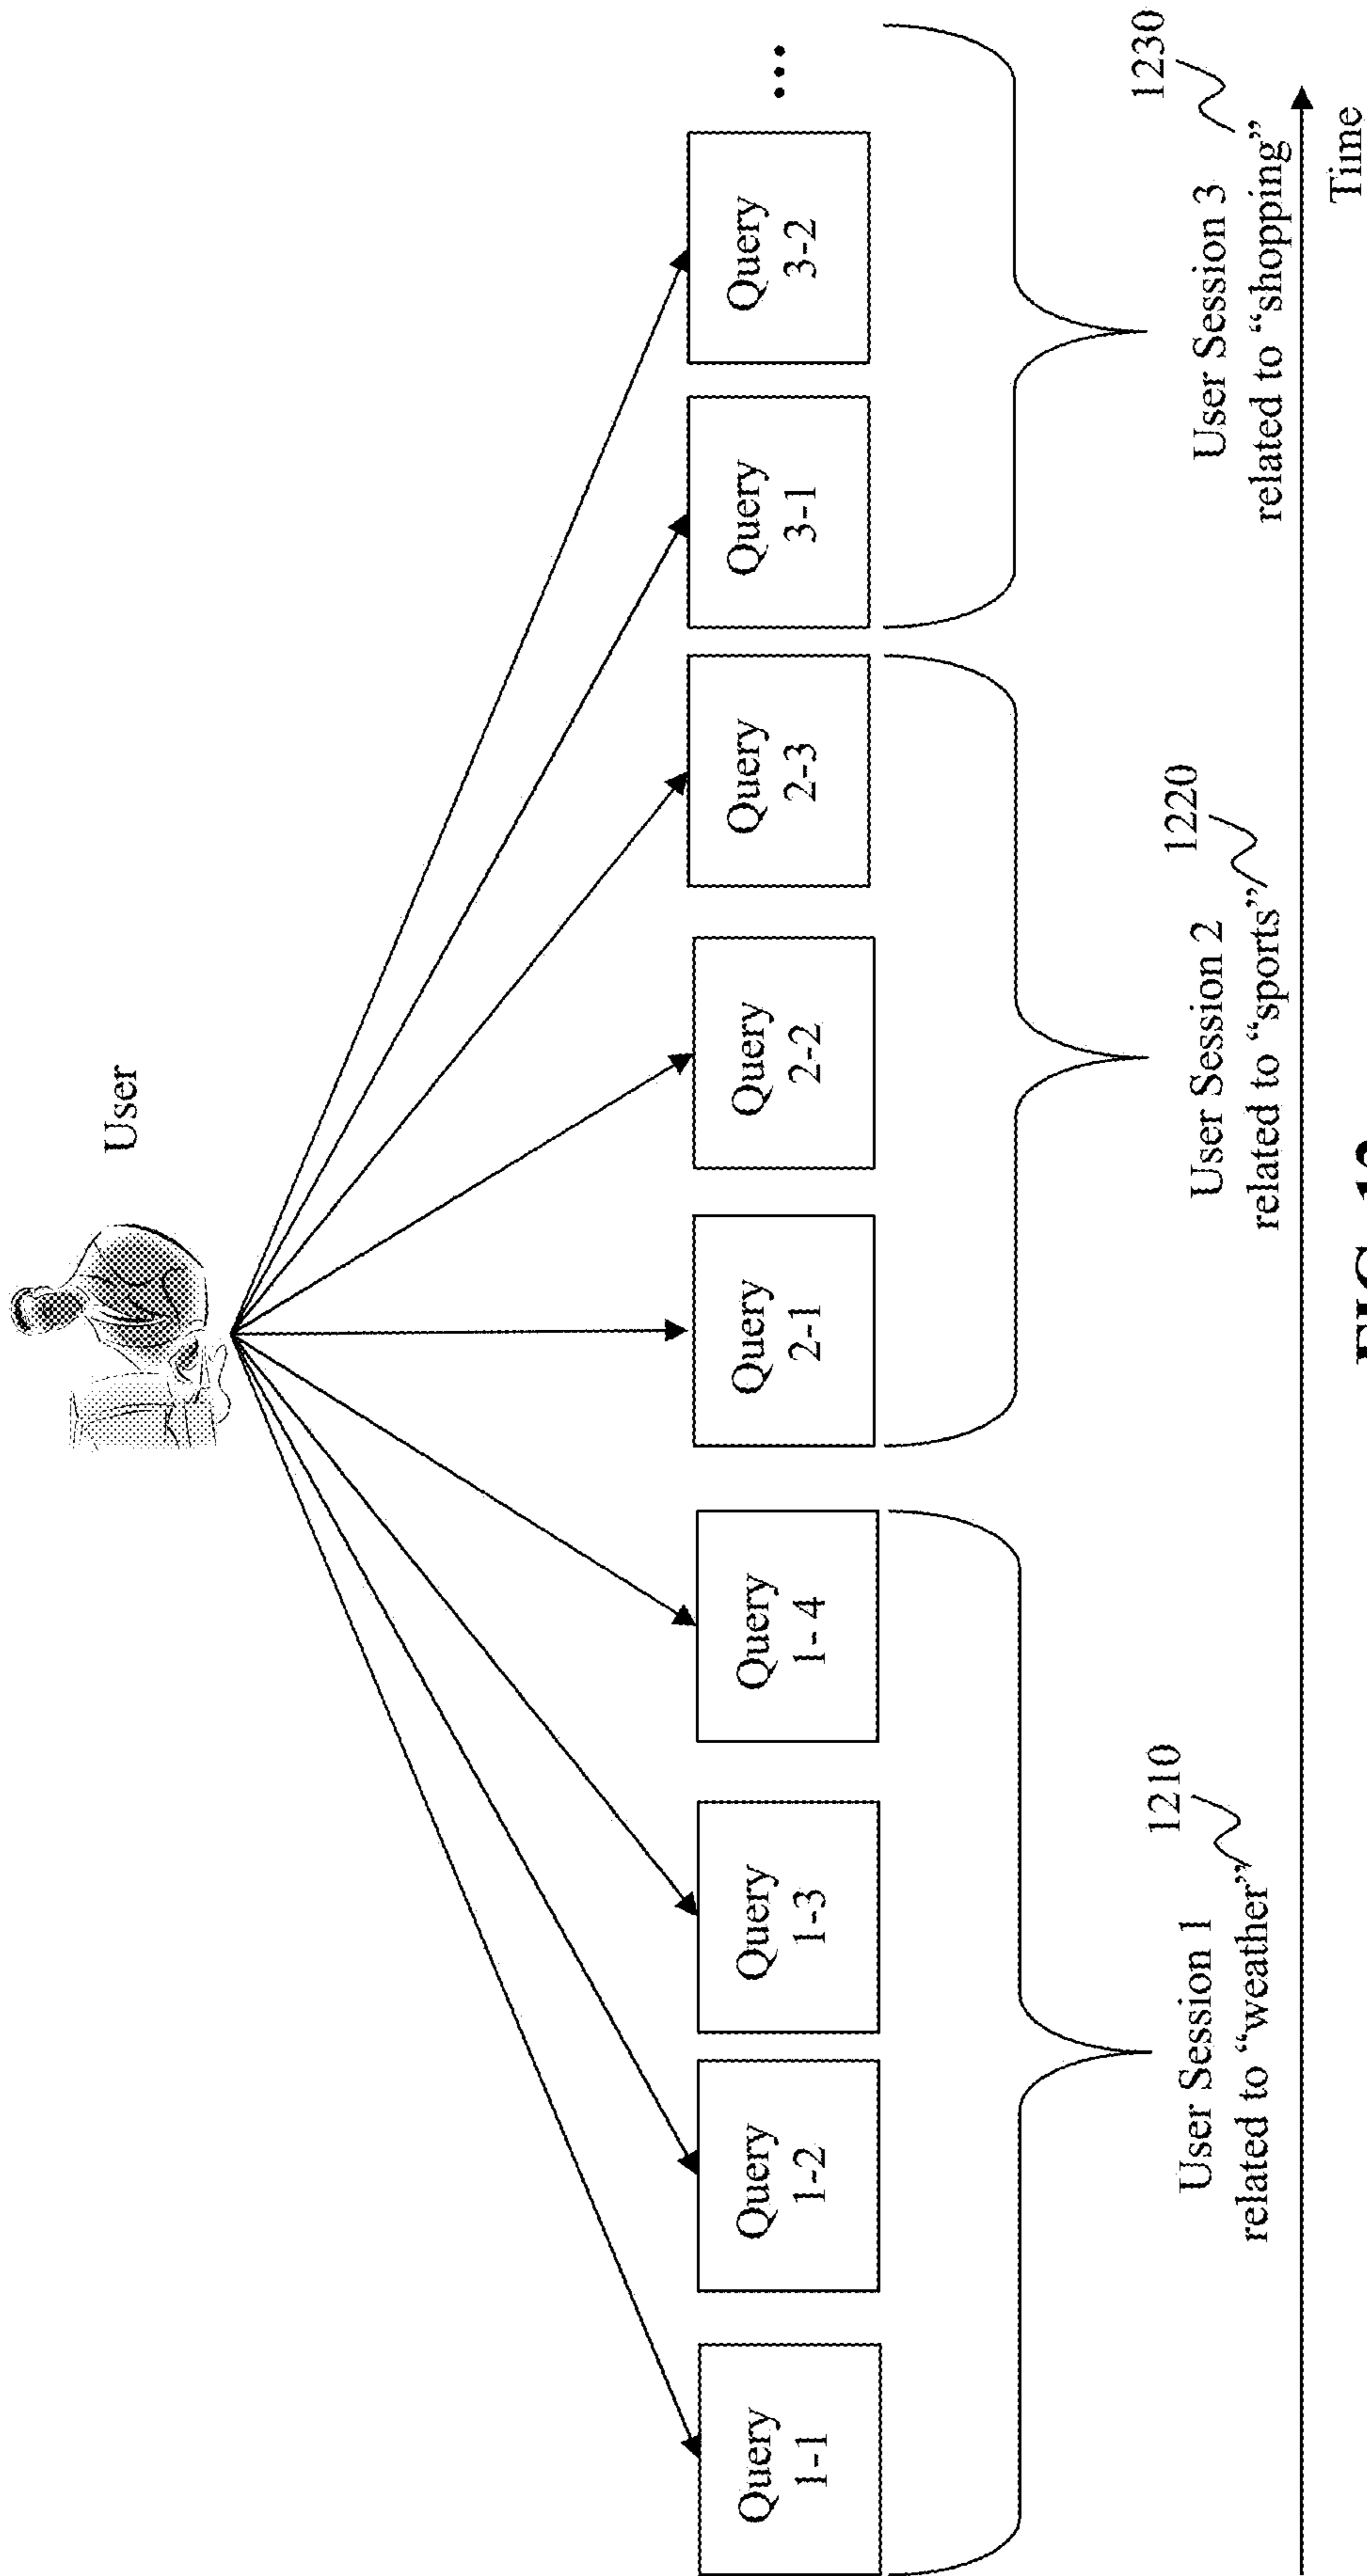 User
Query
1-1
Query
1-2
Query
1-3
Query
1- 4
Query
2-1
Query
2-2
Query
2-3
Query
3-1
Query
3-2
...
1210
User Session 1
related to “weather”
1220
User Session 2
related to “sports”
1230
User Session 3
related to “shopping”
Time